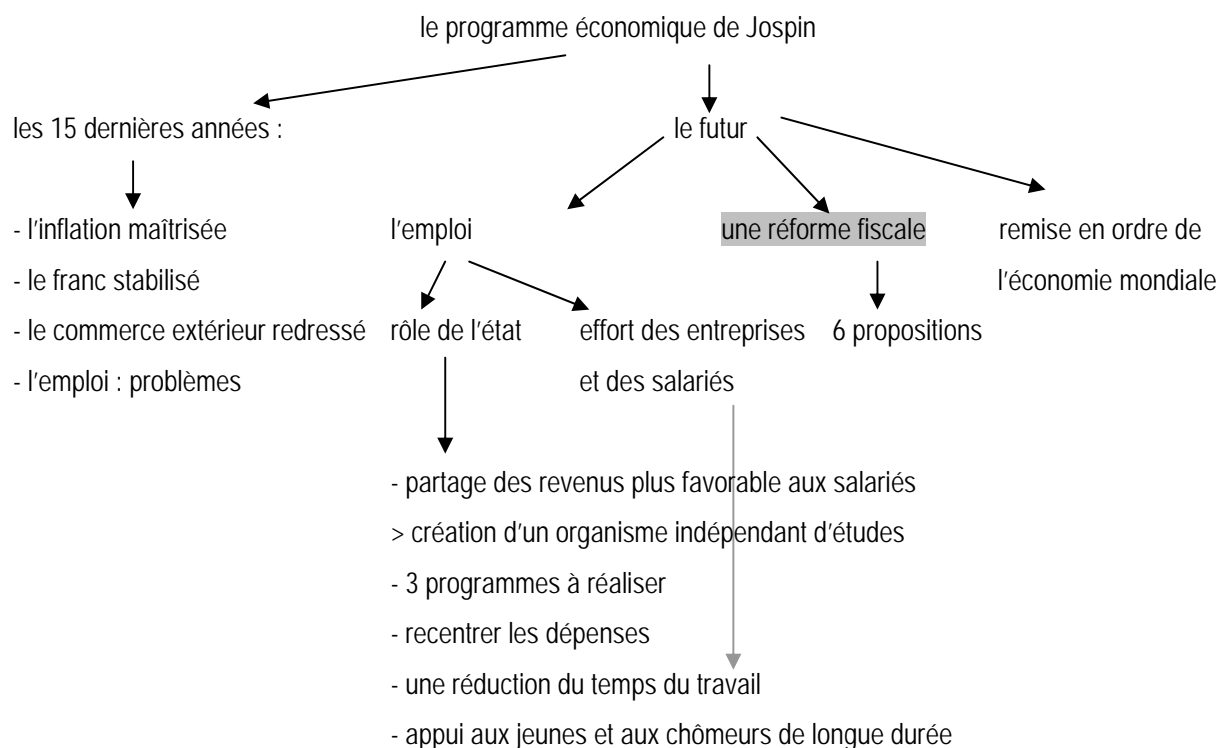 le programme économique de Jospin
les 15 dernières années :
le futur
- l'inflation maîtrisée
l'emploi
une réforme fiscale
remise en ordre de
- le franc stabilisé
l'économie mondiale
- le commerce extérieur redressé
rôle de l'état
effort des entreprises
6 propositions
- l'emploi : problèmes
et des salariés
- partage des revenus plus favorable aux salariés
> création d'un organisme indépendant d'études
- 3 programmes à réaliser
- recentrer les dépenses
- une réduction du temps du travail
- appui aux jeunes et aux chômeurs de longue durée